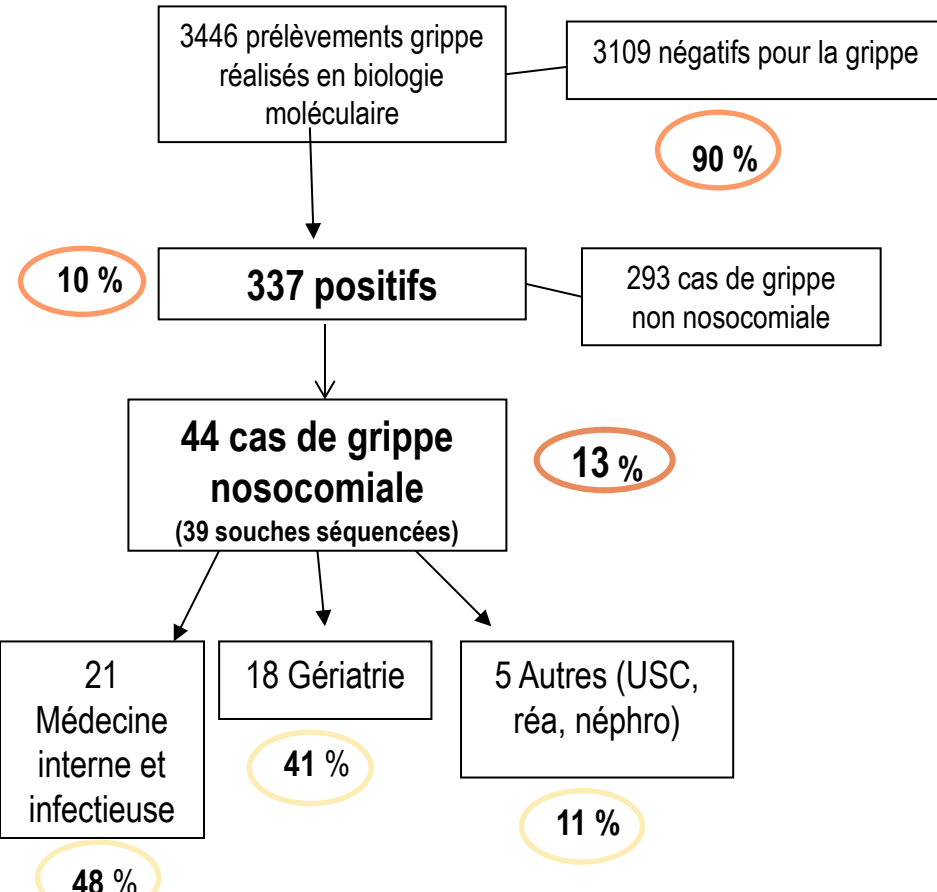 3446 prélèvements grippe
réalisés en biologie
moléculaire
3109 négatifs pour la grippe
90 %
10 %
337 positifs
293 cas de grippe
non nosocomiale
44 cas de grippe
nosocomiale
(39 souches séquencées)
13 %
21
Médecine
interne et
infectieuse
48 %
18 Gériatrie
41 %
5 Autres (USC,
réa, néphro)
11 %